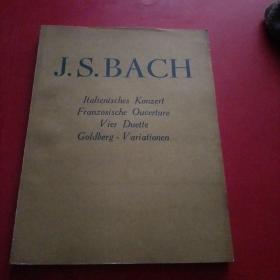 J. S. BACH
Italienisches Konzert
Französische Ouverture
Vier Duette
Goldberg - Variationen